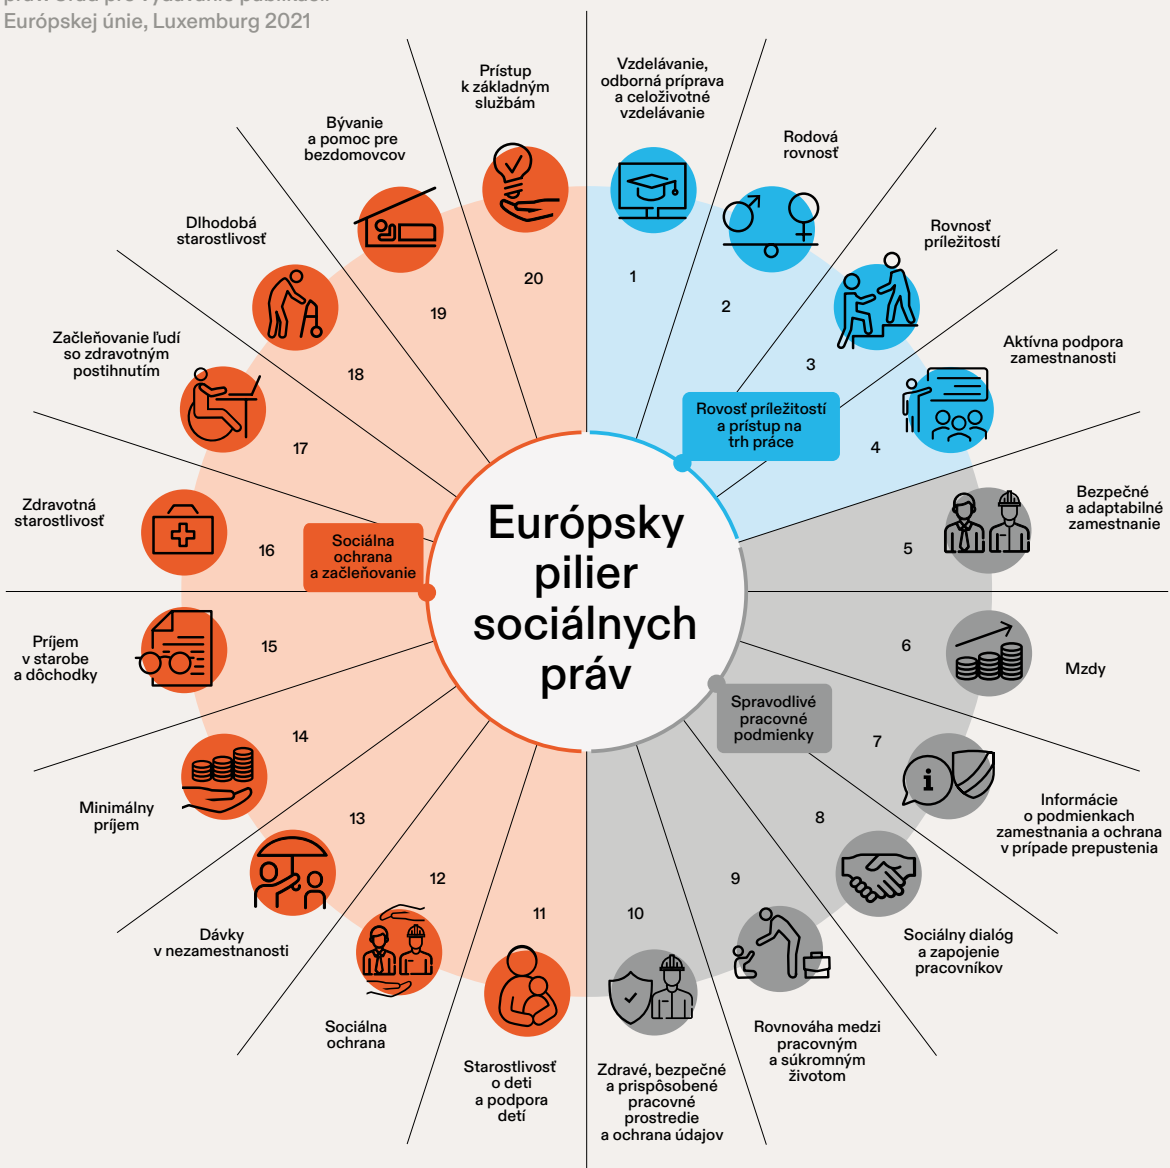 Európskej únie, Luxemburg 2021
Vzdelávanie,
odborná príprava
a celoživotné
vzdelávanie
1
Rodová
rovnosť
2
Rovnosť
príležitostí
3
Aktívna podpora
zamestnanosti
4
Rovosť príležitostí
a prístup na
trh práce
Bezpečné
a adaptabilné
zamestnanie
5
Mzdy
6
Informácie
o podmienkach
zamestnania a ochrana
v prípade prepustenia
7
i
Sociálny dialóg
a zapojenie
pracovníkov
8
Rovnováha medzi
pracovným
a súkromným
životom
9
Zdravé, bezpečné
a prispôsobené
pracovné
prostredie
a ochrana údajov
10
Spravodlivé
pracovné
podmienky
Starostlivosť
o deti
a podpora
detí
11
Sociálna
ochrana
12
Dávky
v nezamestnanosti
13
Minimálny
príjem
14
Príjem
v starobe
a dôchodky
15
Zdravotná
starostlivosť
16
Začleňovanie ľudí
so zdravotným
postihnutím
17
Dlhodobá
starostlivosť
18
Bývanie
a pomoc pre
bezdomovcov
19
Prístup
k základným
službám
20
Sociálna
ochrana
a začleňovanie
Európsky
pilier
sociálnych
práv